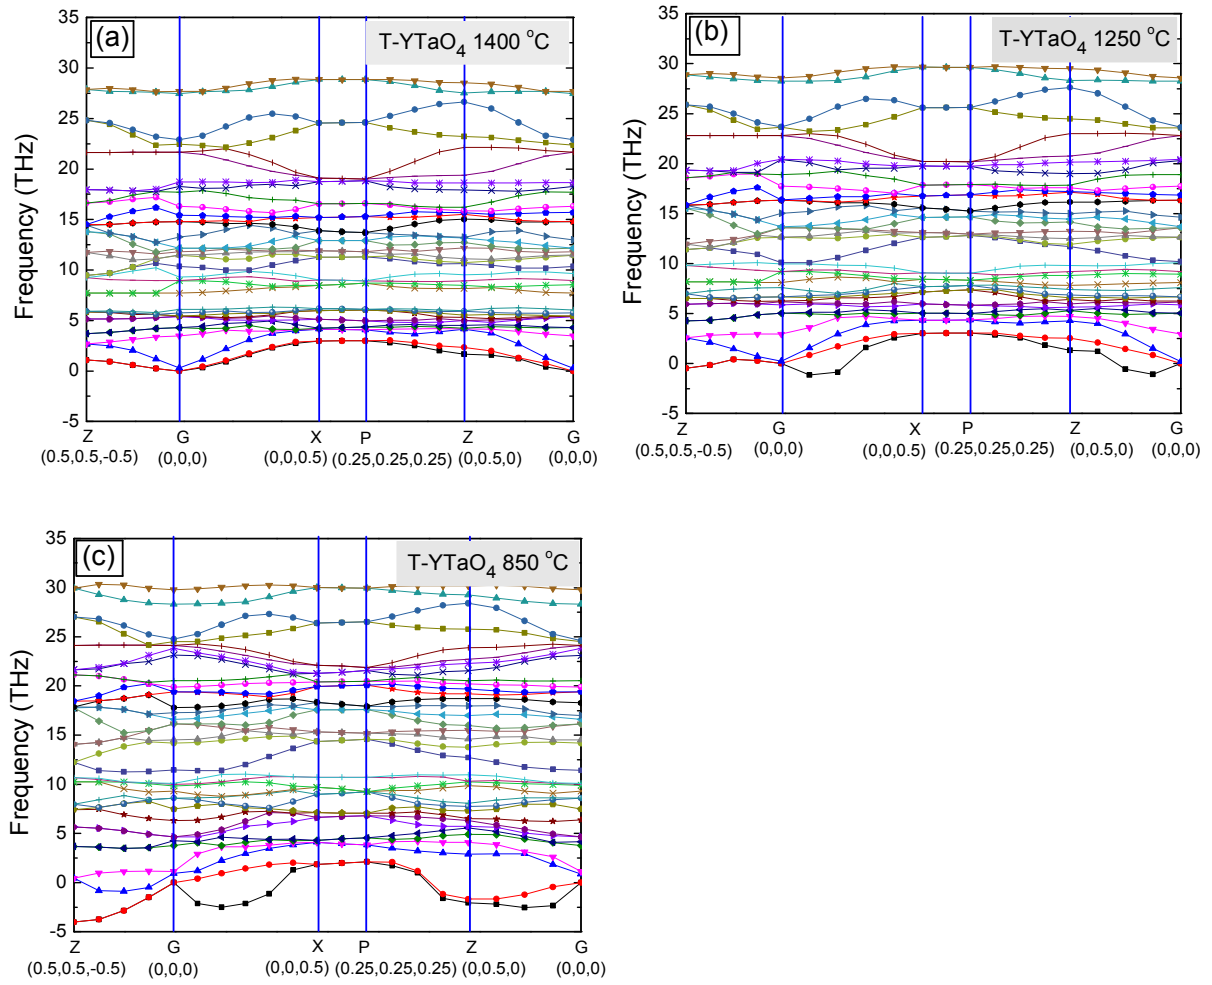 (a)
T-YTaO4 1400 °C
Frequency (THz)
35
30
25
20
15
10
5
0
-5
Z G X P Z G
(0.5,0.5,-0.5) (0,0,0) (0,0,0.5) (0.25,0.25,0.25) (0,0.5,0) (0,0,0)
(b)
T-YTaO4 1250 °C
Frequency (THz)
35
30
25
20
15
10
5
0
-5
Z G X P Z G
(0.5,0.5,-0.5) (0,0,0) (0,0,0.5) (0.25,0.25,0.25) (0,0.5,0) (0,0,0)
(c)
T-YTaO4 850 °C
Frequency (THz)
35
30
25
20
15
10
5
0
-5
Z G X P Z G
(0.5,0.5,-0.5) (0,0,0) (0,0,0.5) (0.25,0.25,0.25) (0,0.5,0) (0,0,0)